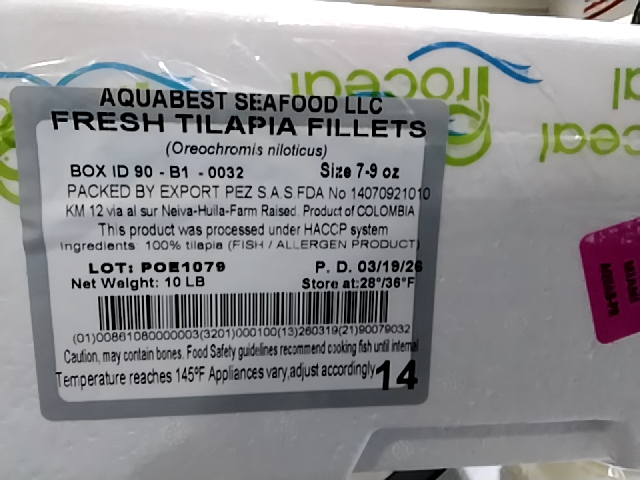 AQUABEST SEAFOOD LLC
FRESH TILAPIA FILLETS
(Oreochromis niloticus)
BOX ID 90 - B1 - 0032 Size 7-9 oz
PACKED BY EXPORT PEZ S.A.S.FDA No 14070921010
KM 12 via al sur Neiva-Huila-Farm Raised. Product of COLOMBIA
This product was processed under HACCP system
Ingredients 100% tilapia (FISH / ALLERGEN PRODUCT)
LOT: POE1079 P. D. 03/19/26
Net Weight: 10 LB Store at:28°/36°F
(01)00861080000003(3201)000100(13)260319(21)90079032
Caution, may contain bones. Food Safety guidelines recommend cooking fish until internal
Temperature reaches 145°F Appliances vary,adjust accordingly 14
Proceal